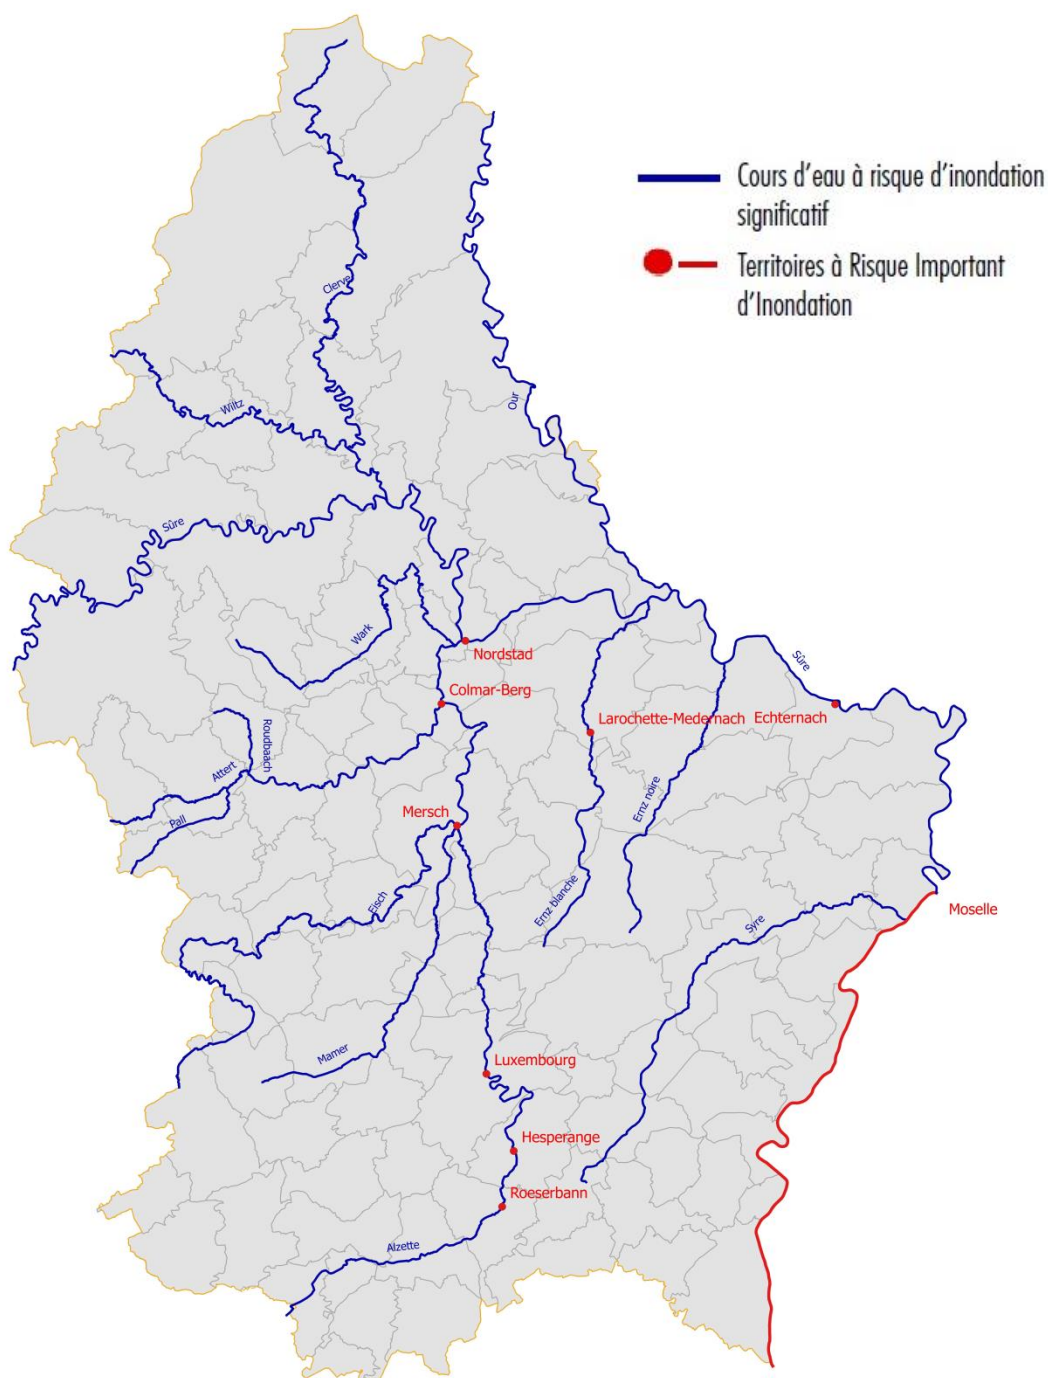 Cours d'eau à risque d'inondation
significatif
Territoires à Risque Important
d'Inondation
Clerve
Wiltz
Our
Sûre
Wark
Nordstad
Sûre
Colmar-Berg
Larochette-Medernach
Echternach
Roudbaach
Attert
Pall
Mersch
Ernz noire
Eisch
Ernz blanche
Moselle
Syre
Mamer
Luxembourg
Hesperange
Roeserbann
Alzette